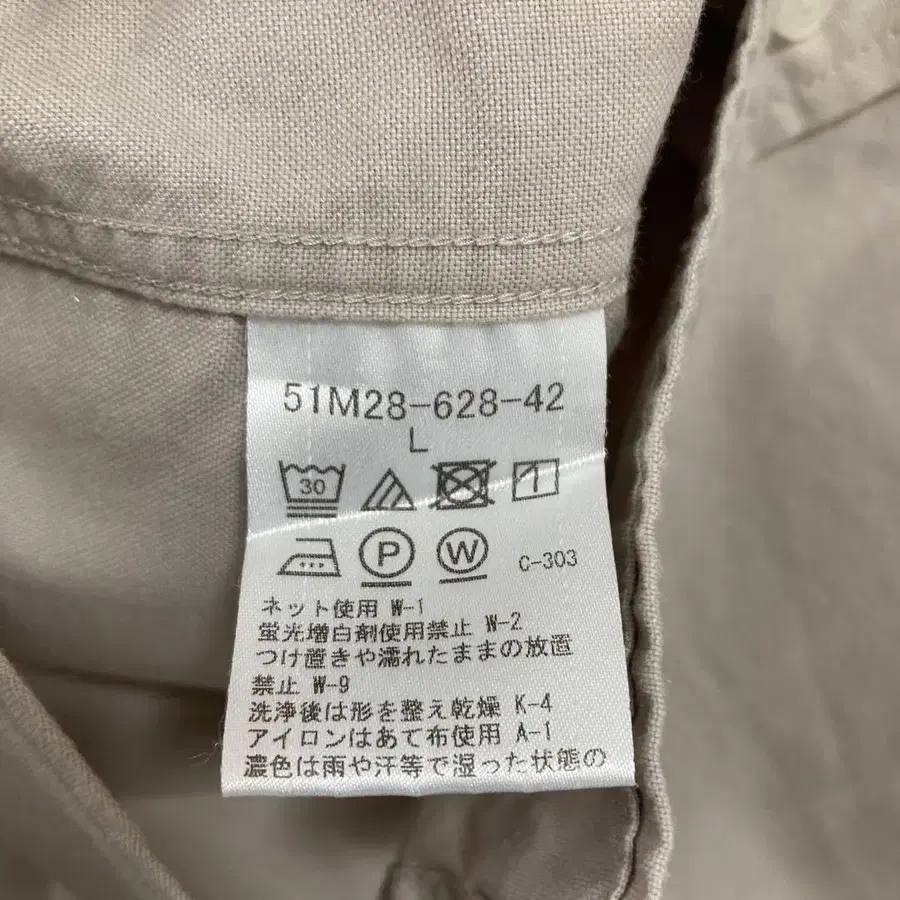 51M28-628-42
L
30
P W C-303
ネット使用 W-1
蛍光増白剤使用禁止 W-2
つけ置きや濡れたままの放置
禁止 W-9
洗浄後は形を整え乾燥 K-4
アイロンはあて布使用 A-1
濃色は雨や汗等で湿った状態の